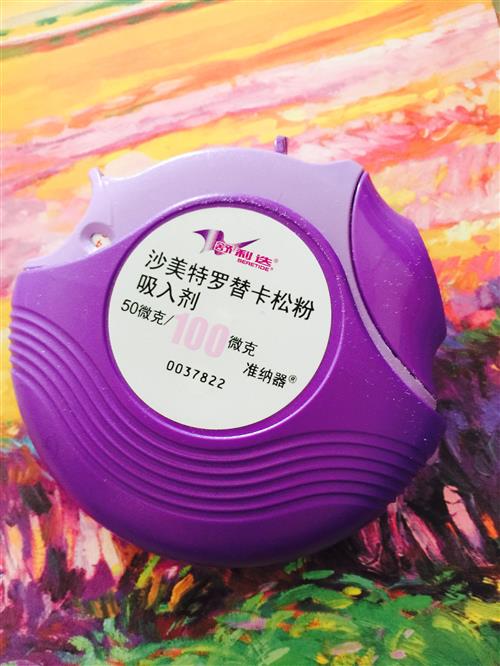 舒利迭®
SERETIDE®
沙美特罗替卡松粉
吸入剂
50微克/100微克
准纳器®
0037822